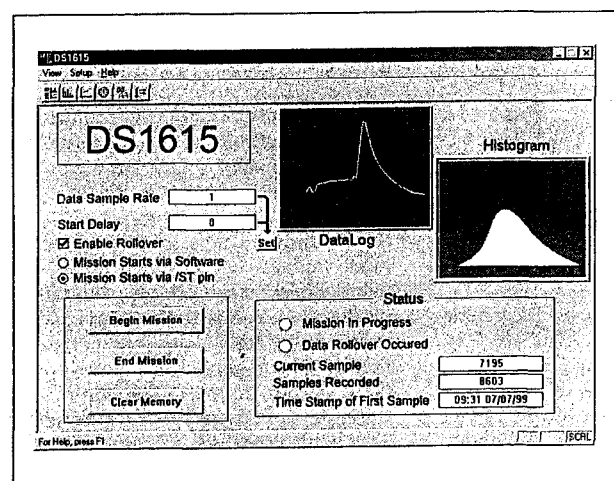 DS1615
View Setup Help
DS1615
Histogram
Data Sample Rate 1
Start Delay 0
Set
DataLog
Enable Rollover
Mission Starts via Software
Mission Starts via /ST pin
Begin Mission
End Mission
Clear Memory
Status
Mission In Progress
Data Rollover Occured
Current Sample 7195
Samples Recorded 8603
Time Stamp of First Sample 09:31 07/07/99
For Help, press F1
SCRL